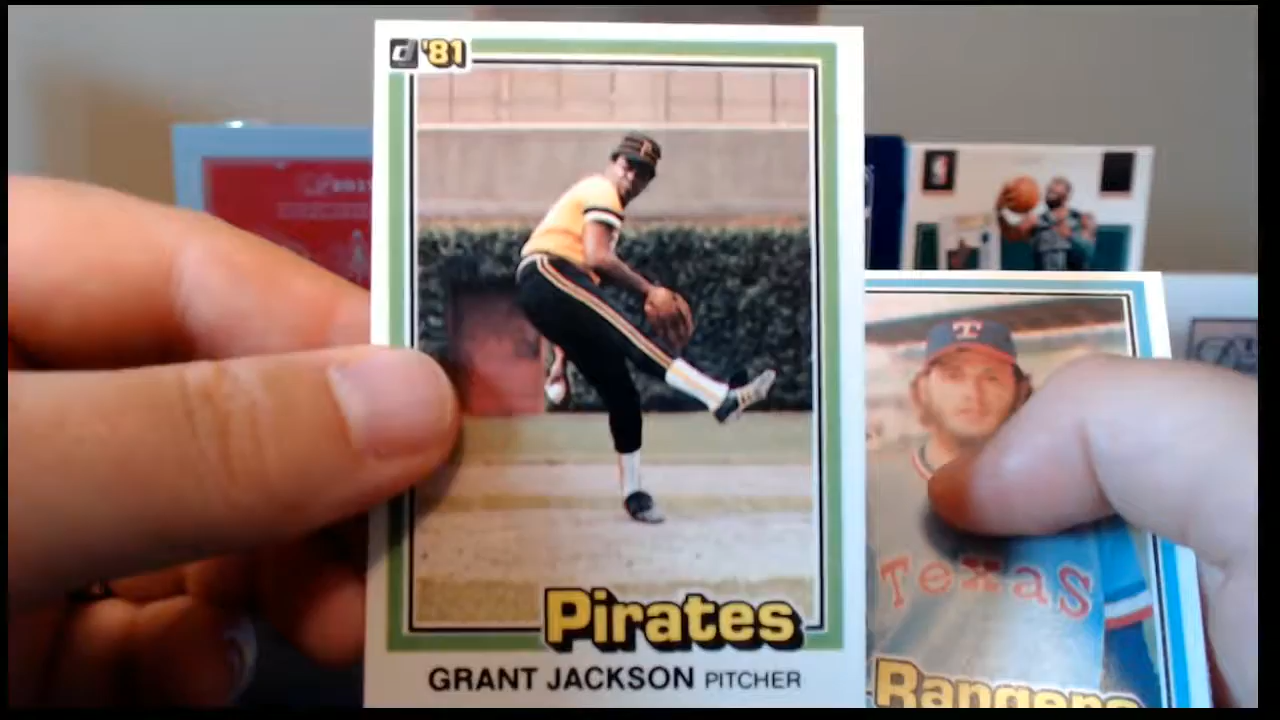 d '81
Pirates
GRANT JACKSON PITCHER
T
Texas
Rangers